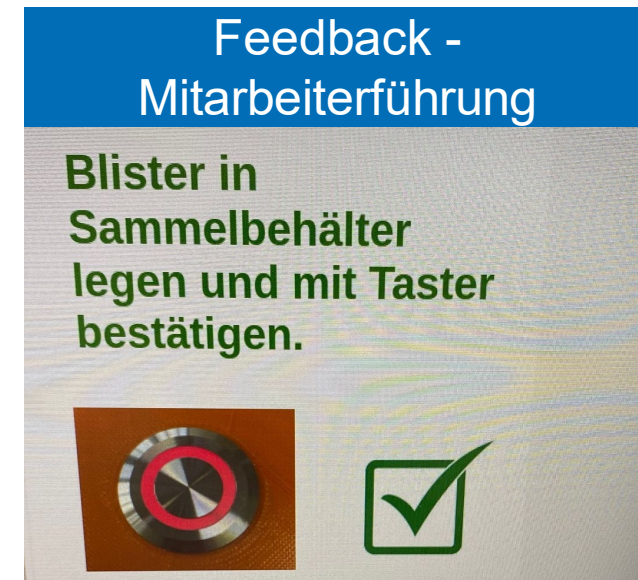 Feedback -
Mitarbeiterführung
Blister in
Sammelbehälter
legen und mit Taster
bestätigen.